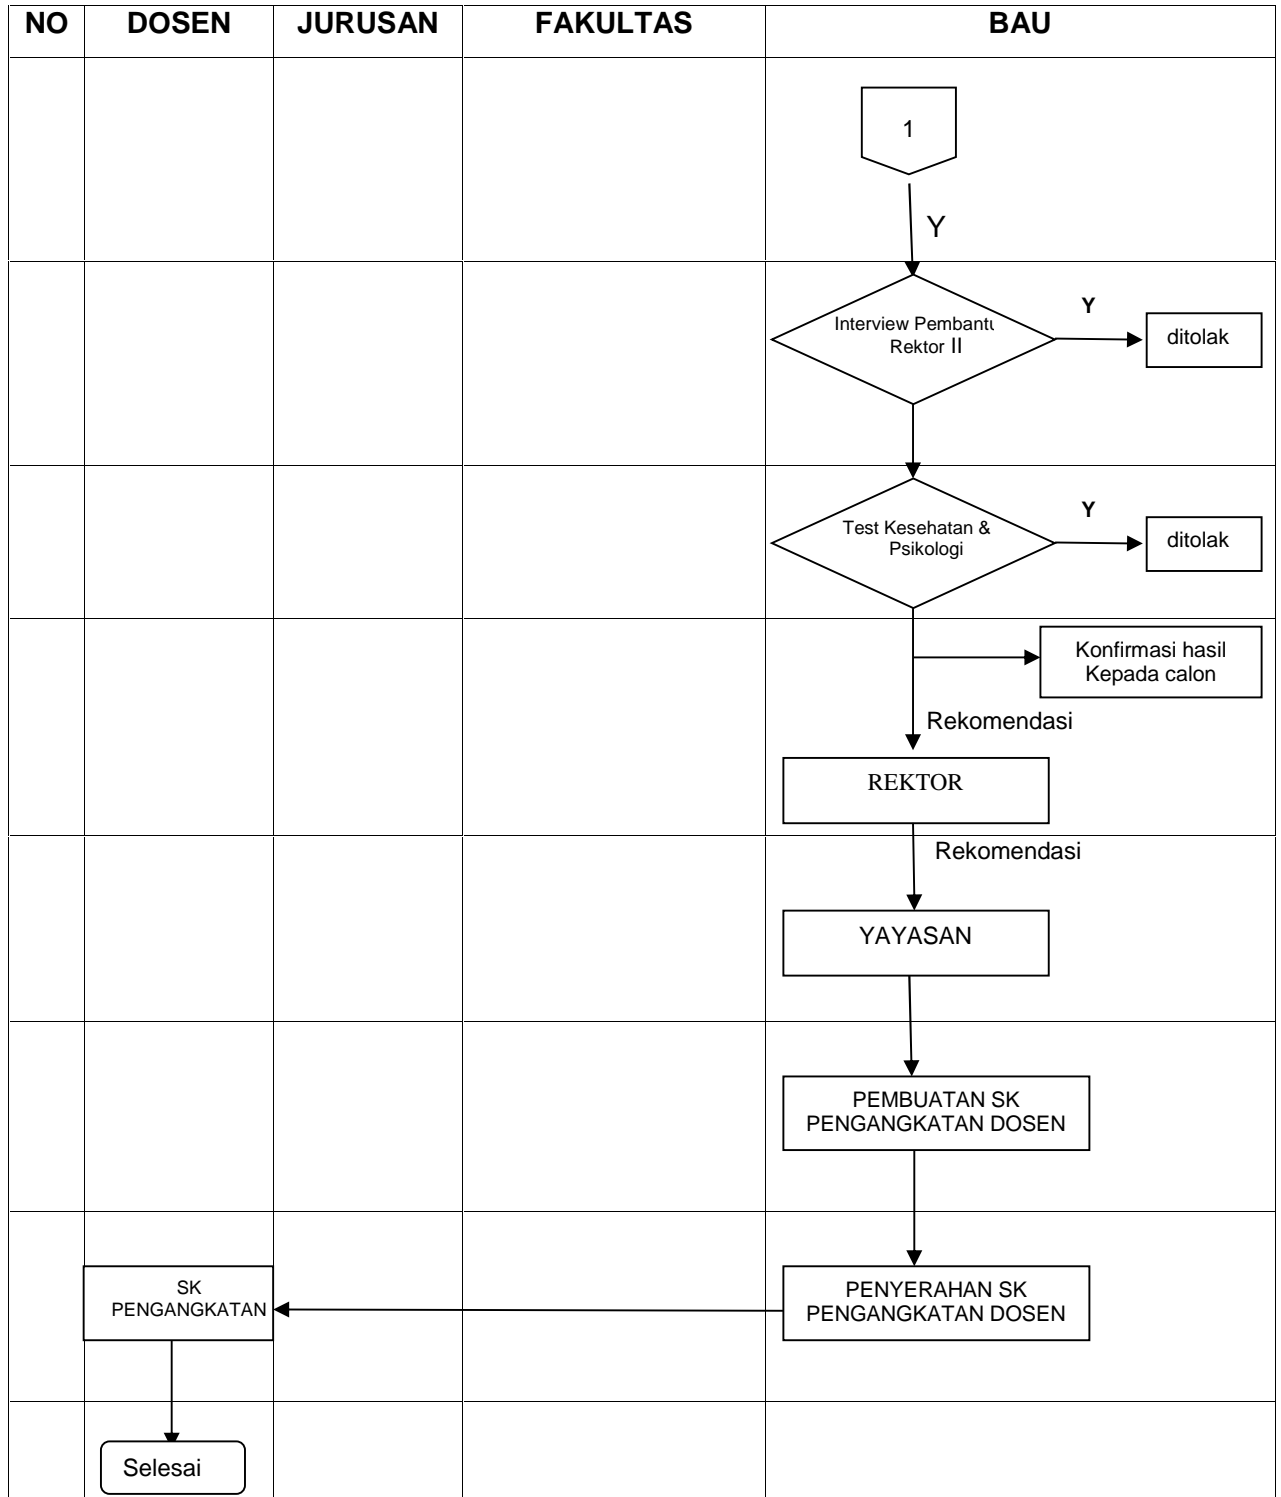 NO DOSEN JURUSAN FAKULTAS BAU
1
Y
Interview Pembantu
Rektor II
Y
ditolak
Test Kesehatan &
Psikologi
Y
ditolak
Konfirmasi hasil
Kepada calon
Rekomendasi
REKTOR
Rekomendasi
YAYASAN
PEMBUATAN SK
PENGANGKATAN DOSEN
SK
PENGANGKATAN
PENYERAHAN SK
PENGANGKATAN DOSEN
Selesai